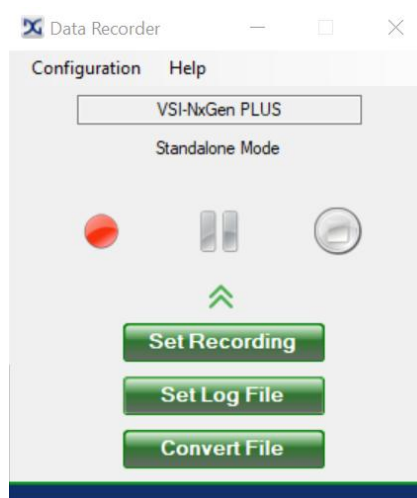 Data Recorder
Configuration Help
VSI-NxGen PLUS
Standalone Mode
Set Recording
Set Log File
Convert File